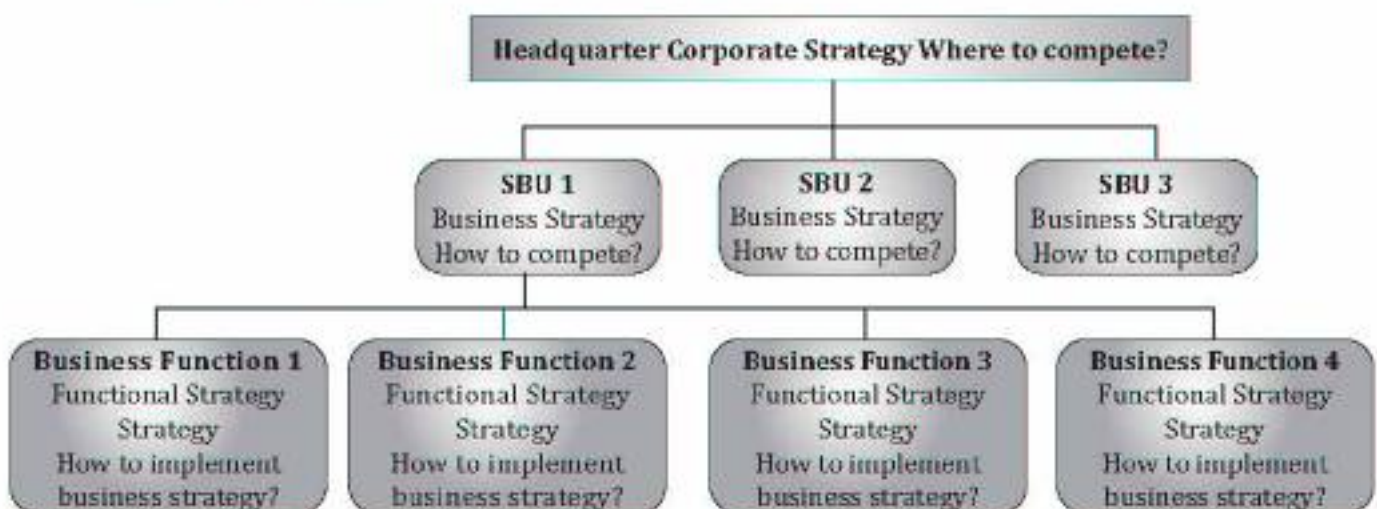 Headquarter Corporate Strategy Where to compete?
SBU 1
Business Strategy
How to compete?
SBU 2
Business Strategy
How to compete?
SBU 3
Business Strategy
How to compete?
Business Function 1
Functional Strategy
Strategy
How to implement
business strategy?
Business Function 2
Functional Strategy
Strategy
How to implement
business strategy?
Business Function 3
Functional Strategy
Strategy
How to implement
business strategy?
Business Function 4
Functional Strategy
Strategy
How to implement
business strategy?